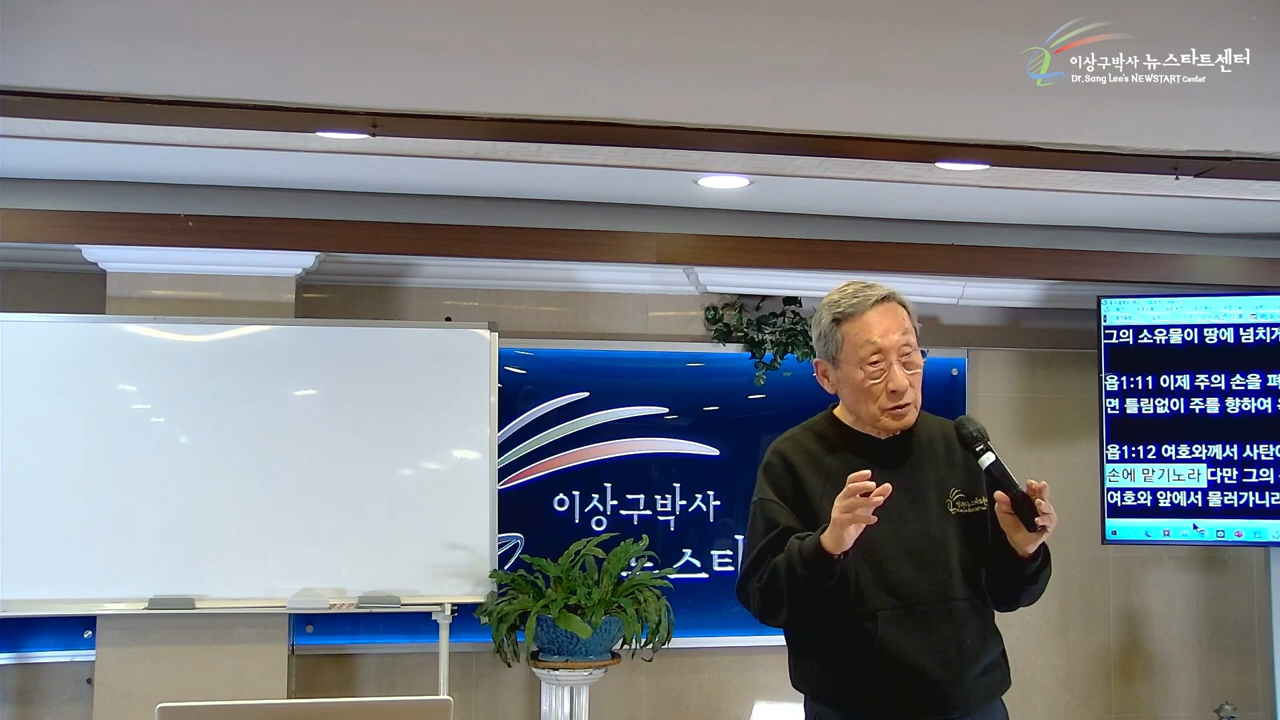 이상구박사 뉴스타트센터
Dr. Sang Lee's NEWSTART Center
그의 소유물이 땅에 넘치게
욥1:11 이제 주의 손을 펴
면 틀림없이 주를 향하여
욥1:12 여호와께서 사탄에
손에 맡기노라 다만 그의
여호와 앞에서 물러가니라
이상구박사
뉴스타